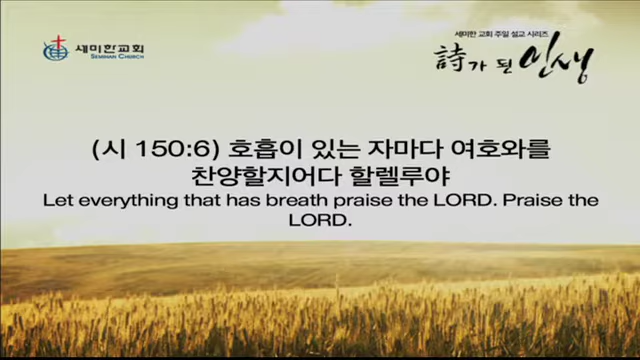 새미한교회
SEMIHAN CHURCH
새미한 교회 주일 설교 시리즈
詩가 된 인생
(시 150:6) 호흡이 있는 자마다 여호와를
찬양할지어다 할렐루야
Let everything that has breath praise the LORD. Praise the
LORD.